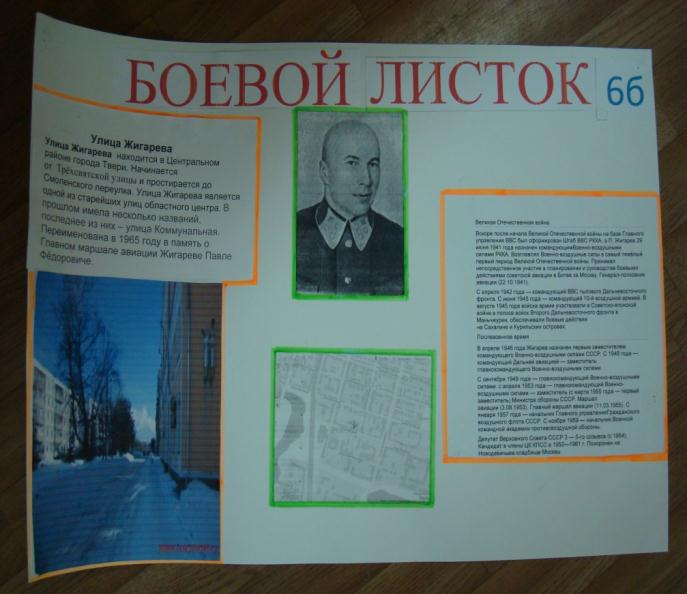 БОЕВОЙ ЛИСТОК 6б
Улица Жигарева
Улица Жигарева находится в Центральном
районе города Твери. Начинается
от Трёхсвятской улицы и простирается до
Смоленского переулка. Улица Жигарева является
одной из старейших улиц областного центра. В
прошлом имела несколько названий,
последнее из них – улица Коммунальная.
Переименована в 1965 году в память о
Главном маршале авиации Жигареве Павле
Фёдоровиче.
Великая Отечественная война
Вскоре после начала Великой Отечественной войны на базе Главного
управления ВВС был сформирован Штаб ВВС РККА, а П. Жигарев 29
июня 1941 года назначен командующимВоенно-воздушными
силами РККА. Возглавлял Военно-воздушные силы в самый тяжёлый
первый период Великой Отечественной войны. Принимал
непосредственное участие в планировании и руководстве боевыми
действиями советской авиации в Битве за Москву. Генерал-полковник
авиации (22.10.1941).
С апреля 1942 года — командующий ВВС тылового Дальневосточного
фронта. С июня 1945 года — командующий 10-й воздушной армией. В
августе 1945 года войска армии участвовали в Советско-японской
войне в полосе войск Второго Дальневосточного фронта в
Маньчжурии, обеспечивали боевые действия
на Сахалине и Курильских островах.
Послевоенное время
В апреле 1946 года Жигарев назначен первым заместителем
командующего Военно-воздушными силами СССР. С 1948 года —
командующий Дальней авиацией — заместитель
главнокомандующего Военно-воздушными силами.
С сентября 1949 года — главнокомандующий Военно-воздушными
силами, с апреля 1953 года — главнокомандующий Военно-
воздушными силами — заместитель (с марта 1955 года — первый
заместитель) Министра обороны СССР. Маршал
авиации (3.08.1953), Главный маршал авиации (11.03.1955). С
января 1957 года — начальник Главного управленияГражданского
воздушного флота СССР. С ноября 1959 — начальник Военной
командной академии противовоздушной обороны.
Депутат Верховного Совета СССР 3 — 5-го созывов (с 1954).
Кандидат в члены ЦК КПСС в 1952—1961 г. Похоронен на
Новодевичьем кладбище Москвы.